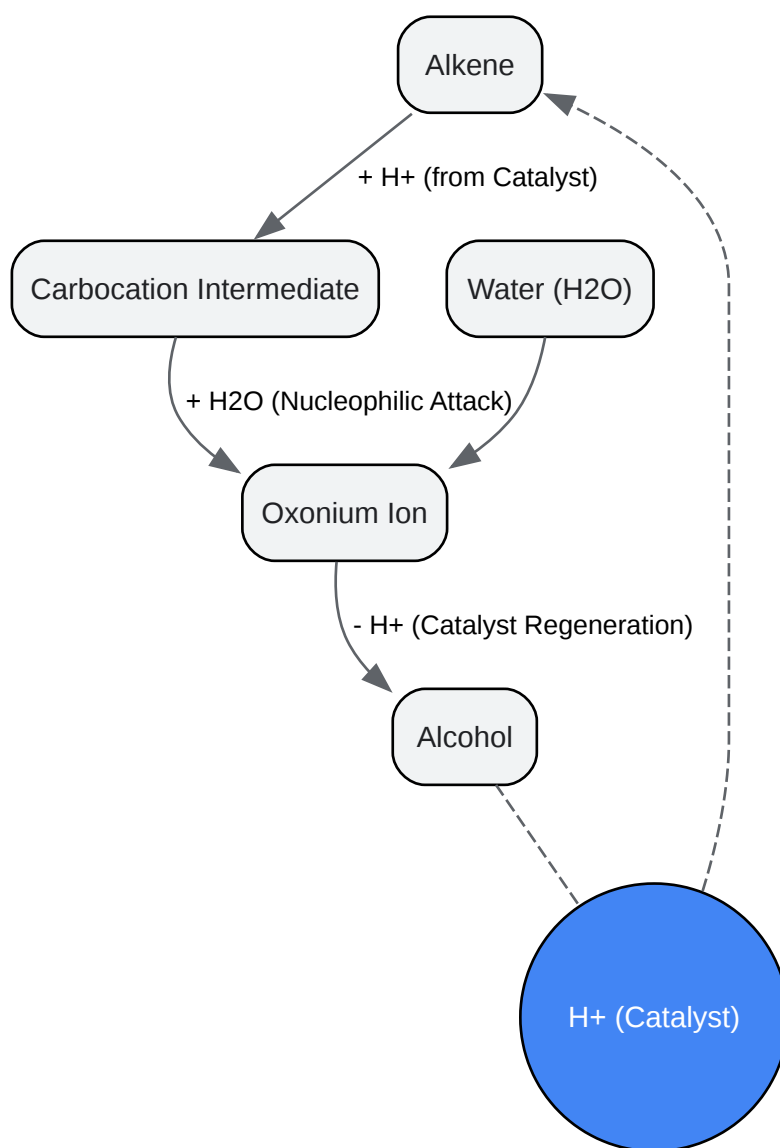 Alkene
+ H+ (from Catalyst)
Carbocation Intermediate
Water (H2O)
+ H2O (Nucleophilic Attack)
Oxonium Ion
- H+ (Catalyst Regeneration)
Alcohol
H+ (Catalyst)